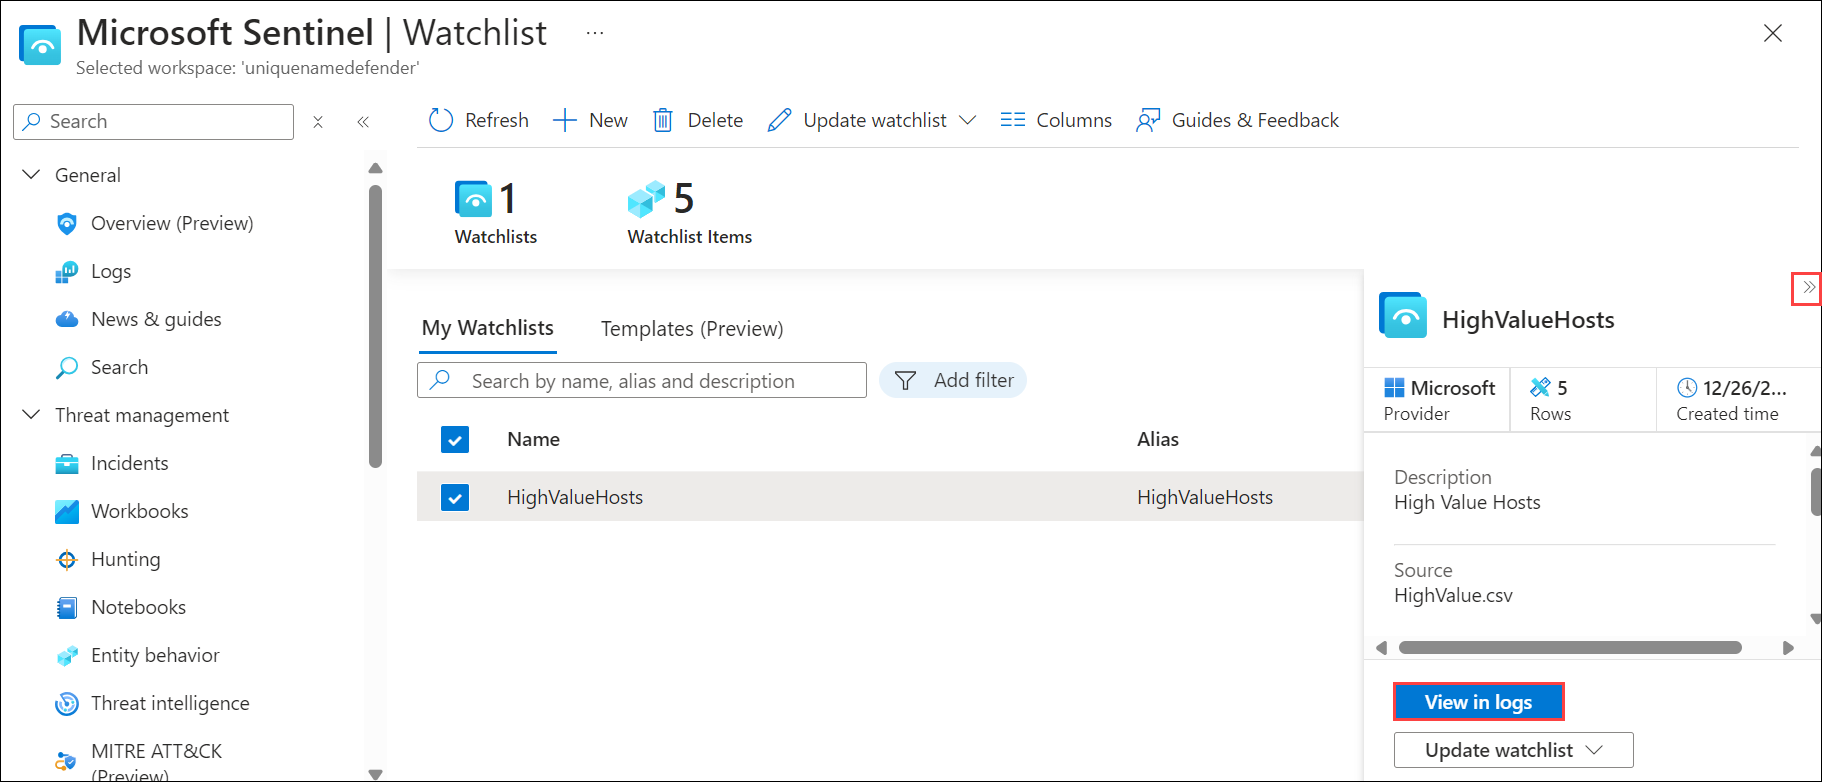 Microsoft Sentinel | Watchlist ...
Selected workspace: 'uniquenamedefender'
Search
Refresh New Delete Update watchlist Columns Guides & Feedback
General
Overview (Preview)
Logs
News & guides
Search
Threat management
Incidents
Workbooks
Hunting
Notebooks
Entity behavior
Threat intelligence
MITRE ATT&CK
(Preview)
1
Watchlists
5
Watchlist Items
My Watchlists Templates (Preview)
Search by name, alias and description Add filter
Name Alias
HighValueHosts HighValueHosts
HighValueHosts
Microsoft
Provider
5
Rows
12/26/2...
Created time
Description
High Value Hosts
Source
HighValue.csv
View in logs
Update watchlist